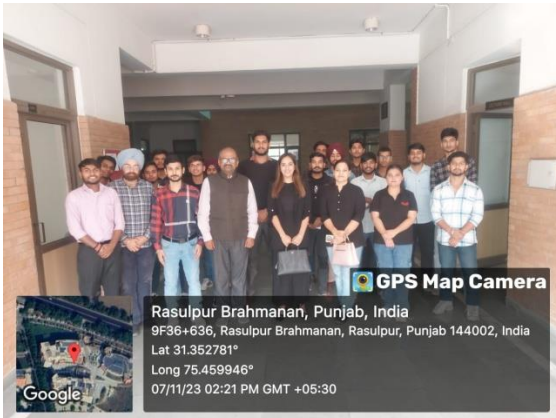 GPS Map Camera
Rasulpur Brahmanan, Punjab, India
9F36+636, Rasulpur Brahmanan, Rasulpur, Punjab 144002, India
Lat 31.352781°
Long 75.459946°
07/11/23 02:21 PM GMT +05:30
Google